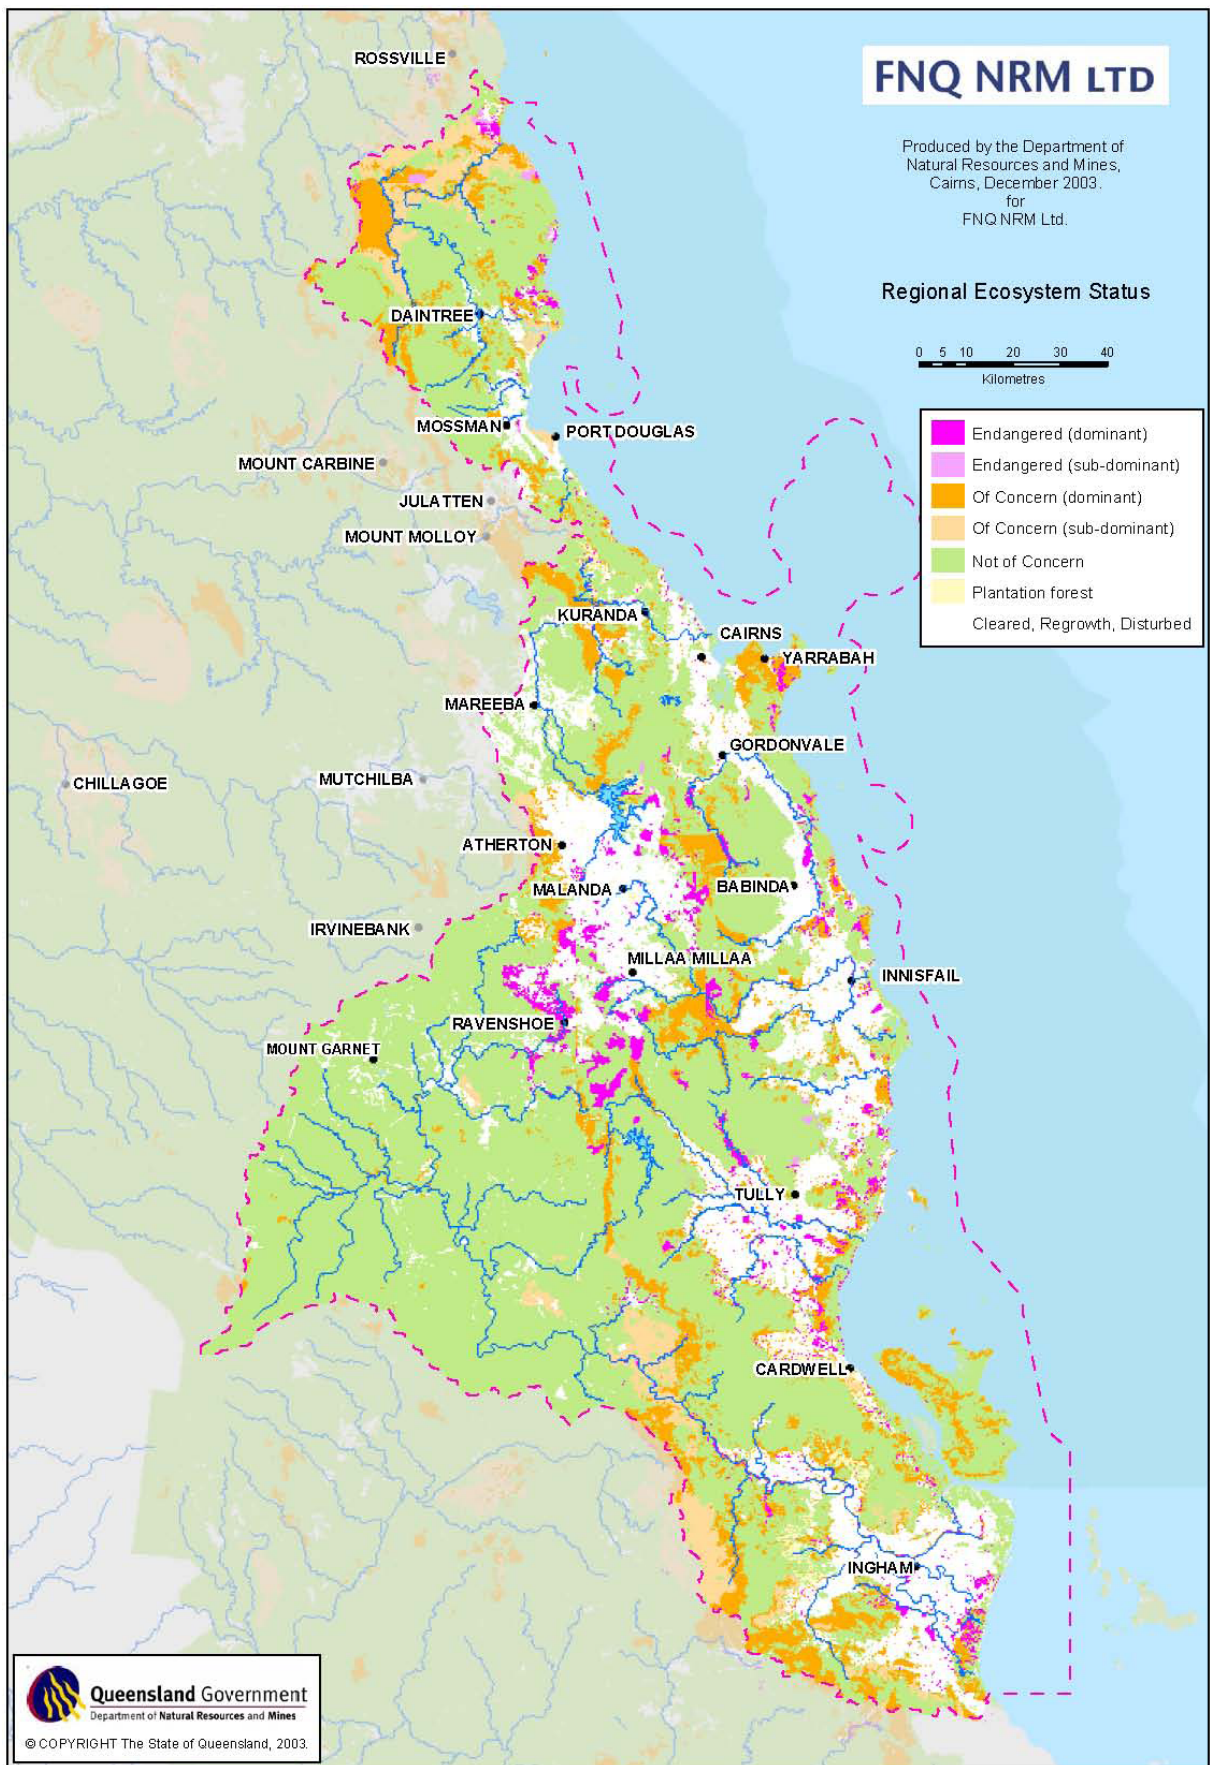 ROSSVILLE
FNQ NRM LTD
Produced by the Department of
Natural Resources and Mines,
Cairns, December 2003.
for
FNQ NRM Ltd.
Regional Ecosystem Status
0 5 10 20 30 40
Kilometres
DAINTREE
Endangered (dominant)
Endangered (sub-dominant)
Of Concern (dominant)
Of Concern (sub-dominant)
Not of Concern
Plantation forest
Cleared, Regrowth, Disturbed
MOSSMAN
PORT DOUGLAS
MOUNT CARBINE
JULATTEN
MOUNT MOLLOY
KURANDA
CAIRNS
YARRABAH
MAREEBA
GORDONVALE
CHILLAGOE
MUTCHILBA
ATHERTON
MALANDA
BABINDA
IRVINEBANK
MILLAA MILLAA
INNISFAIL
RAVENSHOE
MOUNT GARNET
TULLY
CARDWELL
INGHAM
Queensland Government
Department of Natural Resources and Mines
© COPYRIGHT The State of Queensland, 2003.